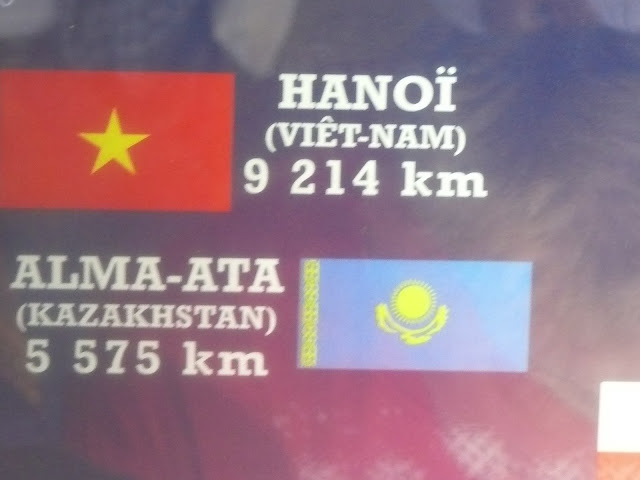 HANOÏ
(VIÊT-NAM)
9 214 km
ALMA-ATA
(KAZAKHSTAN)
5 575 km